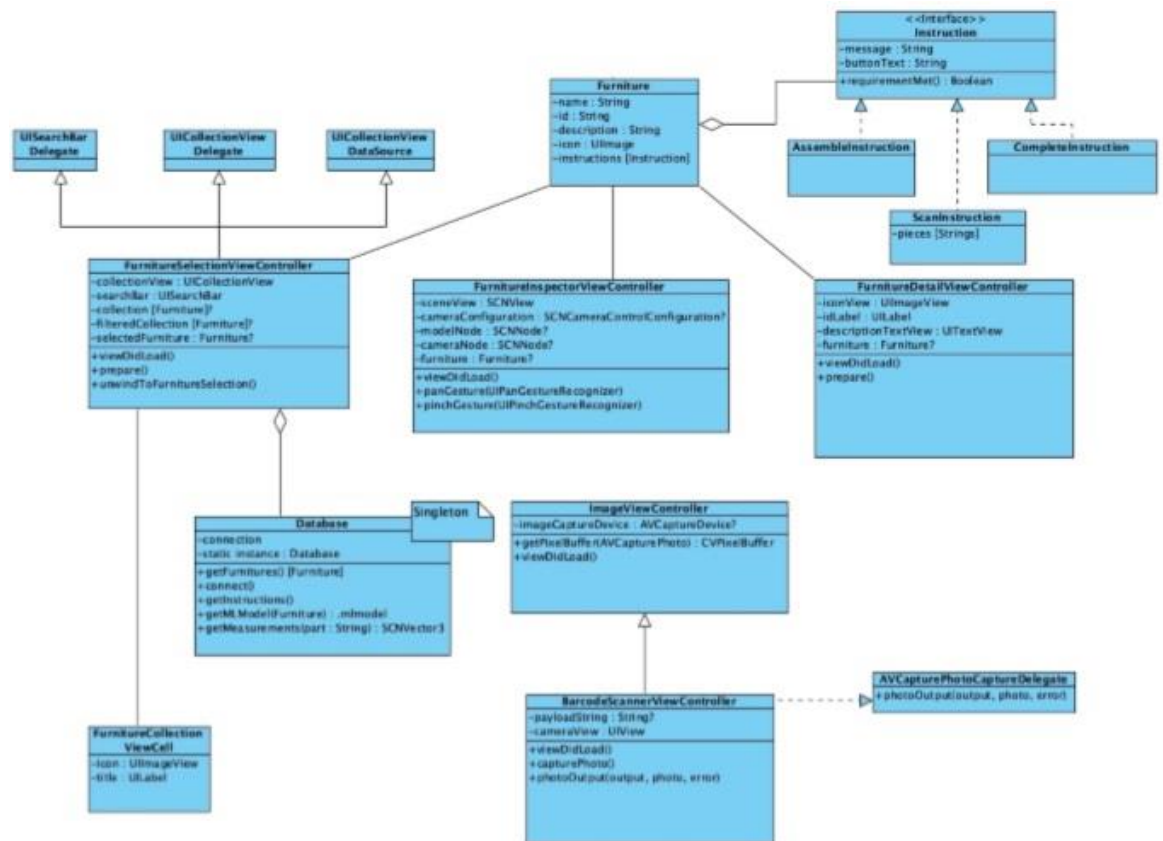 <<Interface>>
Instruction
-message : String
-buttonText : String
+requirementMet() : Boolean
Furniture
-name : String
-id : String
-description : String
-icon : UIImage
-instructions [Instruction]
UISearchBar
Delegate
UICollectionView
Delegate
UICollectionView
DataSource
AssembleInstruction
CompleteInstruction
ScanInstruction
-pieces [Strings]
FurnitureSelectionViewController
-collectionView : UICollectionView
-searchBar : UISearchBar
-collection [Furniture]?
-filteredCollection [Furniture]?
-selectedFurniture : Furniture?
+viewDidLoad()
+prepare()
+unwindToFurnitureSelection()
FurnitureInspectorViewController
-sceneView : SCNView
-cameraConfiguration : SCNCameraControlConfiguration?
-modelNode : SCNNode?
-cameraNode : SCNNode?
-furniture : Furniture?
+viewDidLoad()
+panGesture(UIPanGestureRecognizer)
+pinchGesture(UIPinchGestureRecognizer)
FurnitureDetailViewController
-iconView : UIImageView
-idLabel : UILabel
-descriptionTextView : UITextView
-furniture : Furniture?
+viewDidLoad()
+prepare()
Database
Singleton
-connection
-static instance : Database
+getFurnitures() [Furniture]
+connect()
+getInstructions()
+getMLModel(Furniture) : .mlmodel
+getMeasurements(part : String) : SCNVector3
ImageViewController
-imageCaptureDevice : AVCaptureDevice?
+getPixelBuffer(AVCapturePhoto) : CVPixelBuffer
+viewDidLoad()
AVCapturePhotoCaptureDelegate
+photoOutput(output, photo, error)
BarcodeScannerViewController
-payloadString : String?
-cameraView : UIView
+viewDidLoad()
+capturePhoto()
+photoOutput(output, photo, error)
FurnitureCollection
ViewCell
-icon : UIImageView
-title : UILabel